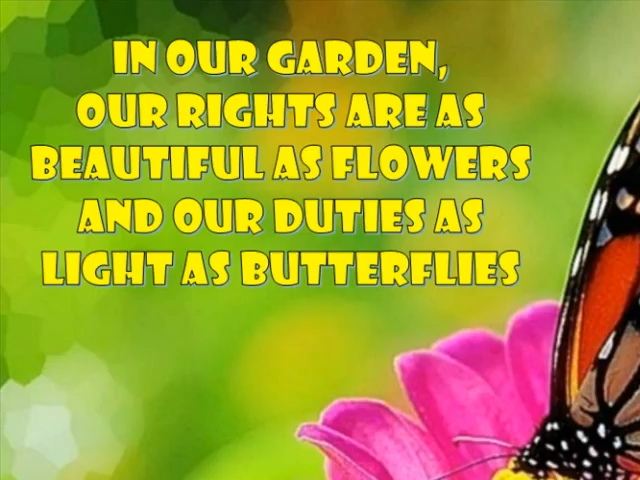 IN OUR GARDEN,
OUR RIGHTS ARE AS
BEAUTIFUL AS FLOWERS
AND OUR DUTIES AS
LIGHT AS BUTTERFLIES